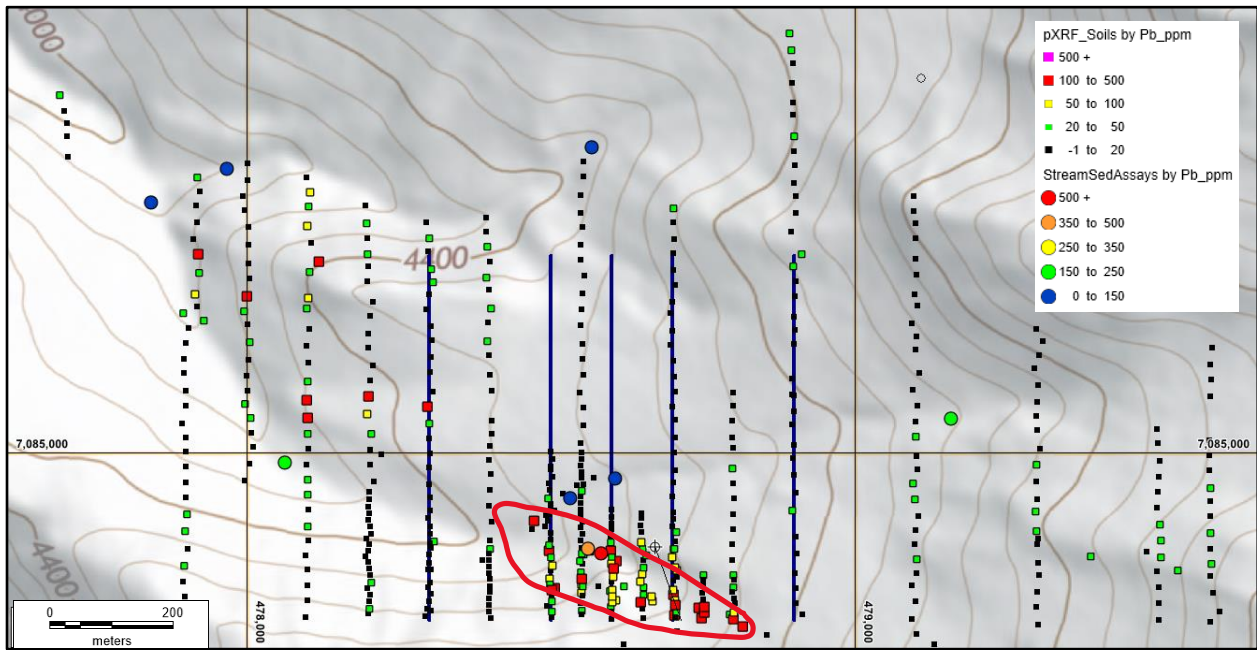 4000
pXRF_Soils by Pb_ppm
500 +
100 to 500
50 to 100
20 to 50
-1 to 20
StreamSedAssays by Pb_ppm
500 +
350 to 500
250 to 350
150 to 250
0 to 150
4400
7,085,000
7,085,000
4400
0 200
meters
478,000
479,000